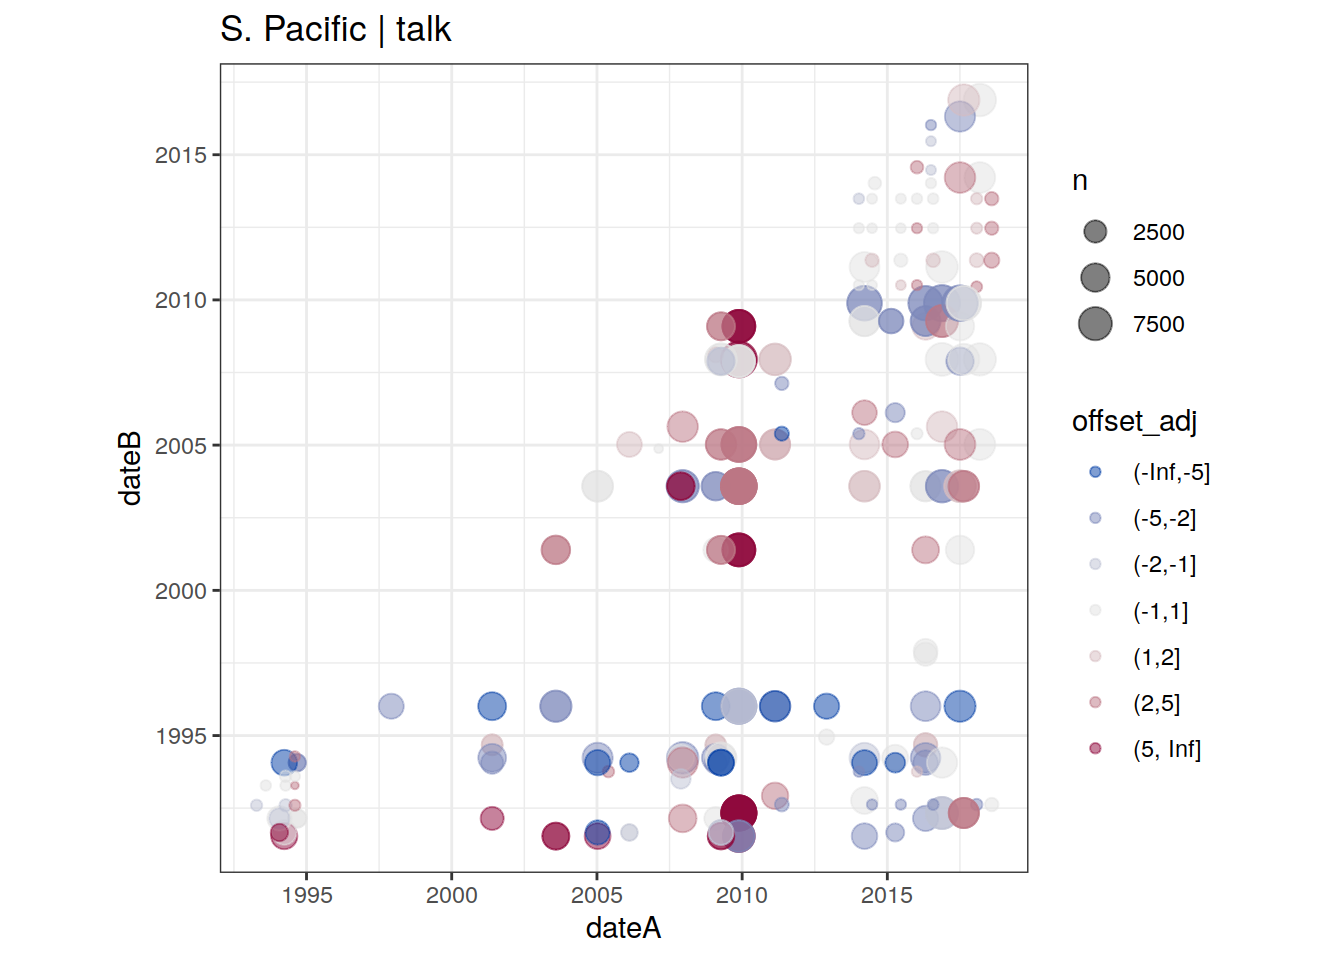 S. Pacific | talk
2015
2010
2005
2000
1995
dateB
1995
2000
2005
2010
2015
dateA
n
2500
5000
7500
offset_adj
(-Inf,-5]
(-5,-2]
(-2,-1]
(-1,1]
(1,2]
(2,5]
(5, Inf]